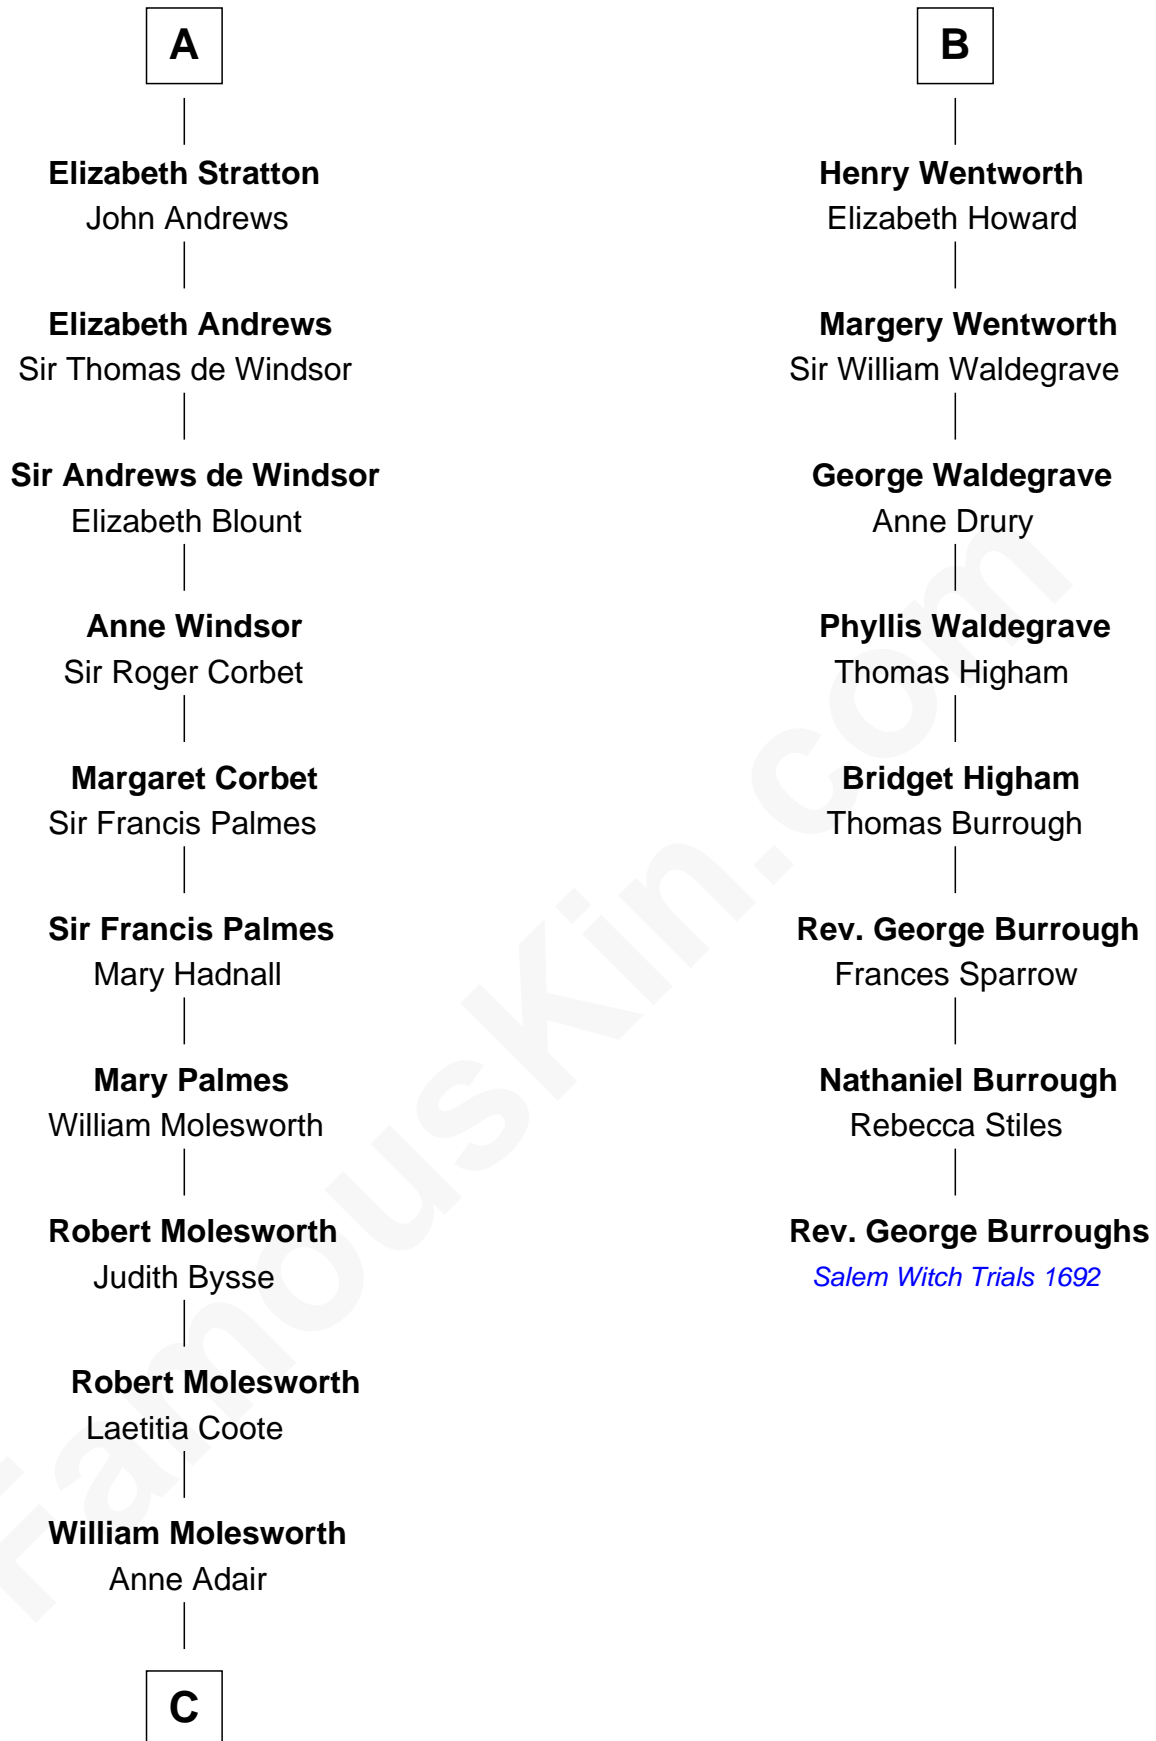 A
Elizabeth Stratton
John Andrews
Elizabeth Andrews
Sir Thomas de Windsor
Sir Andrews de Windsor
Elizabeth Blount
Anne Windsor
Sir Roger Corbet
Margaret Corbet
Sir Francis Palmes
Sir Francis Palmes
Mary Hadnall
Mary Palmes
William Molesworth
Robert Molesworth
Judith Bysse
Robert Molesworth
Laetitia Coote
William Molesworth
Anne Adair
C
B
Henry Wentworth
Elizabeth Howard
Margery Wentworth
Sir William Waldegrave
George Waldegrave
Anne Drury
Phyllis Waldegrave
Thomas Higham
Bridget Higham
Thomas Burrough
Rev. George Burrough
Frances Sparrow
Nathaniel Burrough
Rebecca Stiles
Rev. George Burroughs
Salem Witch Trials 1692
FamousKin.com